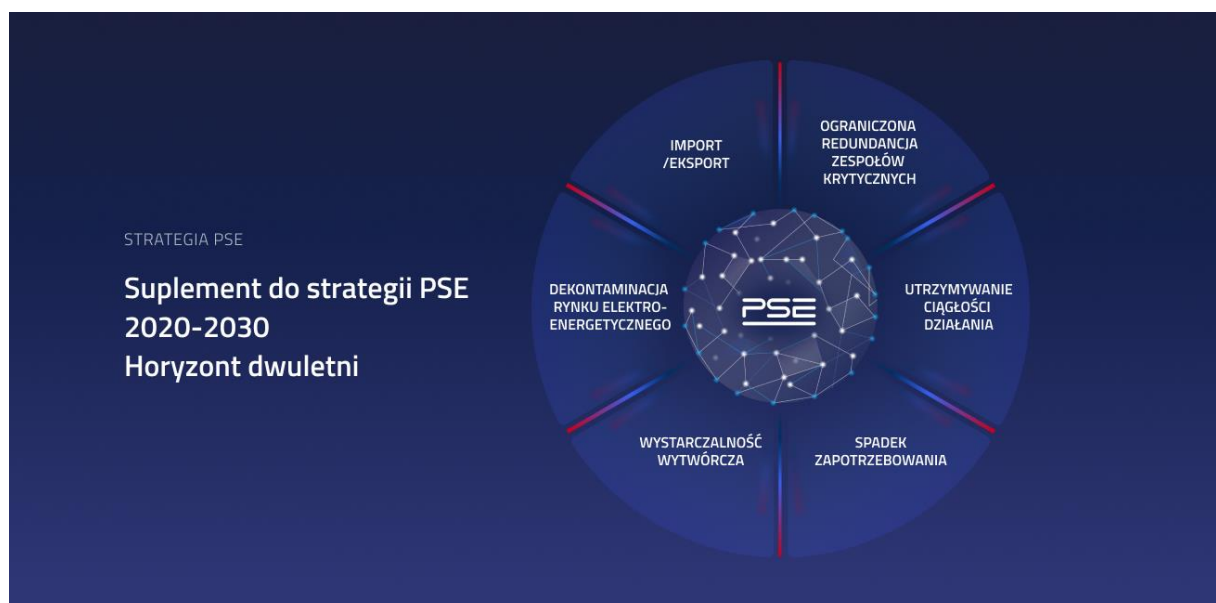 STRATEGIA PSE
Suplement do strategii PSE
2020-2030
Horyzont dwuletni
IMPORT
/EKSPORT
OGRANICZONA
REDUNDANCJA
ZESPOŁÓW
KRYTYCZNYCH
DEKONTAMINACJA
RYNKU ELEKTRO-
ENERGETYCZNEGO
PSE
UTRZYMYWANIE
CIĄGŁOŚCI
DZIAŁANIA
WYSTARCZALNOŚĆ
WYTWÓRCZA
SPADEK
ZAPOTRZEBOWANIA